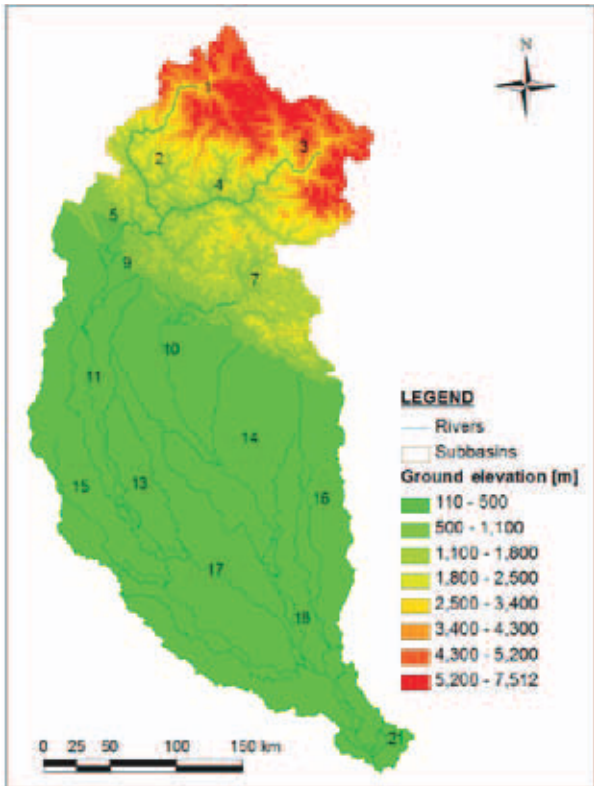 N
1
3
2
4
5
9
7
10
11
14
15
13
16
17
18
21
LEGEND
Rivers
Subbasins
Ground elevation [m]
110 - 500
500 - 1,100
1,100 - 1,800
1,800 - 2,500
2,500 - 3,400
3,400 - 4,300
4,300 - 5,200
5,200 - 7,512
0 25 50 100 150 km